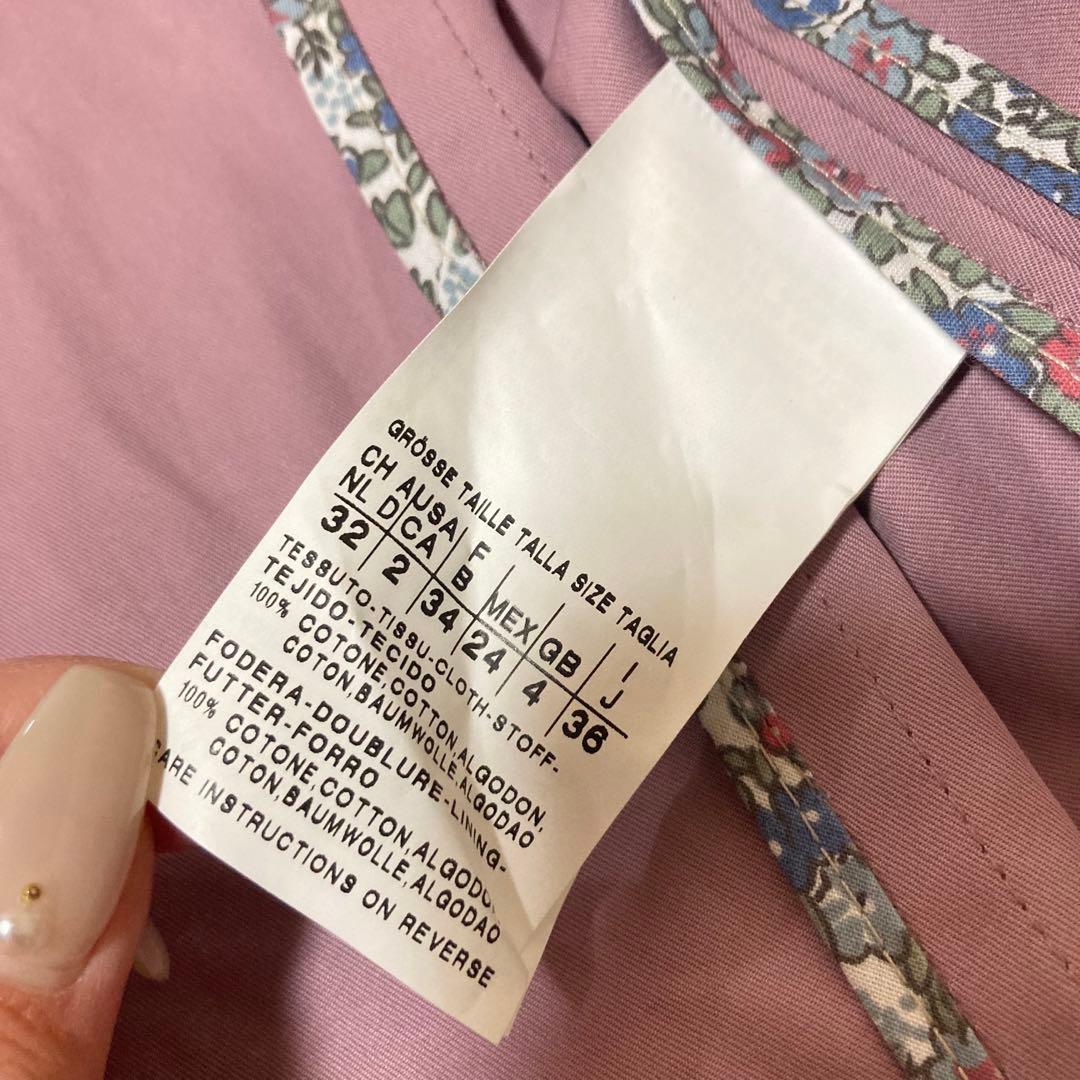 GRÖSSE TAILLE TALLA SIZE TAGLIA
CH A USA F I
NL D CA B MEX GB J
32 2 34 24 4 36
TESSUTO-TISSU-CLOTH-STOFF-
TEJIDO-TECIDO
100% COTONE,COTTON,ALGODON,
COTON,BAUMWOLLE,ALGODAO
FODERA-DOUBLURE-LINING-
FUTTER-FORRO
100% COTONE,COTTON,ALGODON,
COTON,BAUMWOLLE,ALGODAO
CARE INSTRUCTIONS ON REVERSE